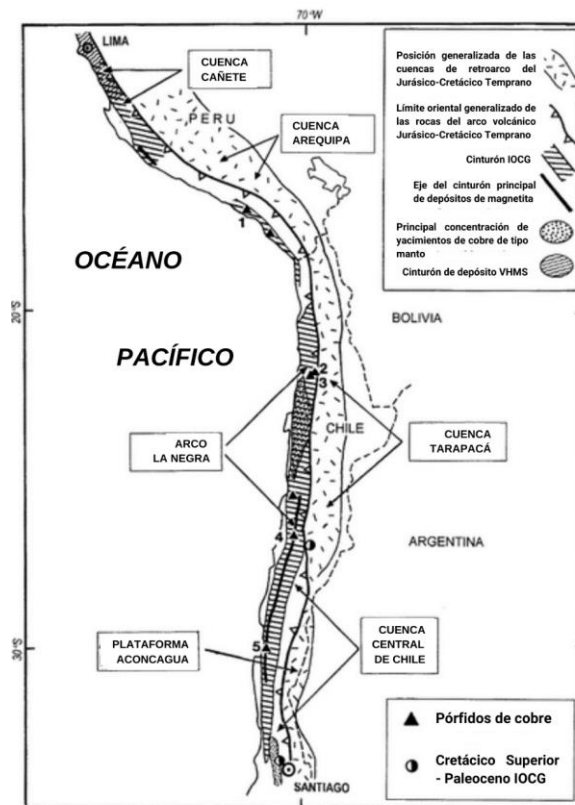 70°W
LIMA
CUENCA
CAÑETE
PERU
CUENCA
AREQUIPA
1
OCÉANO
20°S
BOLIVIA
PACÍFICO
2
3
CHILE
ARCO
LA NEGRA
CUENCA
TARAPACÁ
4
ARGENTINA
PLATAFORMA
ACONCAGUA
CUENCA
CENTRAL
DE CHILE
30°S
5
SANTIAGO
Posición generalizada de las
cuencas de retroarco del
Jurásico-Cretácico Temprano
Límite oriental generalizado de
las rocas del arco volcánico
Jurásico-Cretácico Temprano
Cinturón IOCG
Eje del cinturón principal
de depósitos de magnetita
Principal concentración de
yacimientos de cobre de tipo
manto
Cinturón de depósito VHMS
Pórfidos de cobre
Cretácico Superior
- Paleoceno IOCG